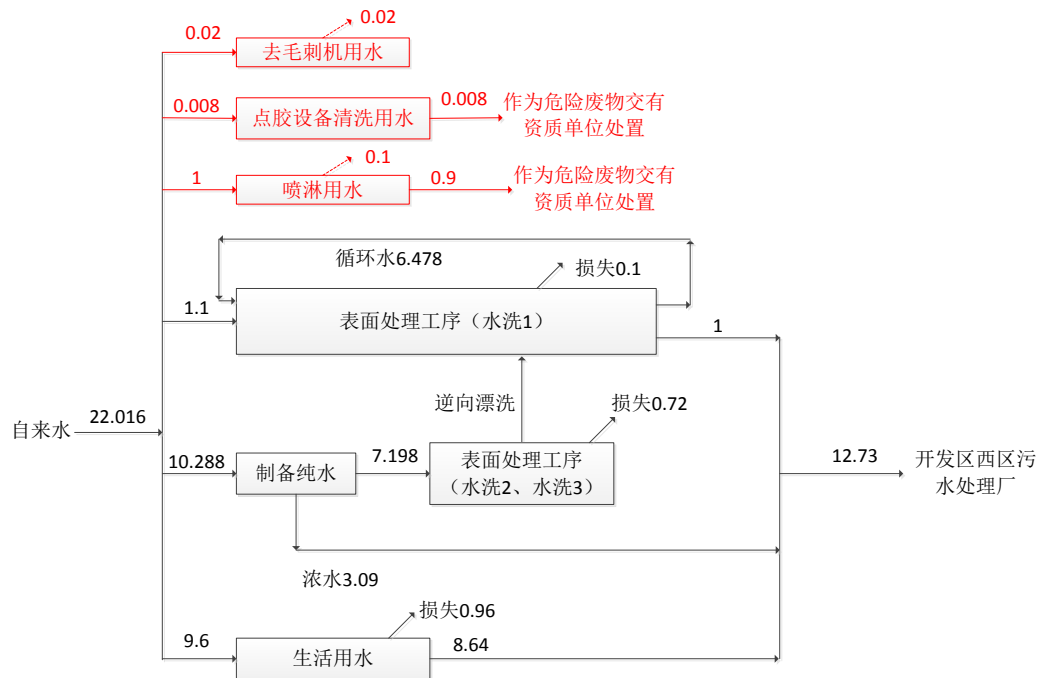 0.02
0.02
去毛刺机用水
0.008
点胶设备清洗用水
0.008
作为危险废物交有
资质单位处置
0.1
1
喷淋用水
0.9
作为危险废物交有
资质单位处置
循环水6.478
损失0.1
1.1
表面处理工序（水洗1）
1
逆向漂洗
损失0.72
自来水
22.016
10.288
制备纯水
7.198
表面处理工序
（水洗2、水洗3）
12.73
开发区西区污
水处理厂
浓水3.09
损失0.96
9.6
生活用水
8.64